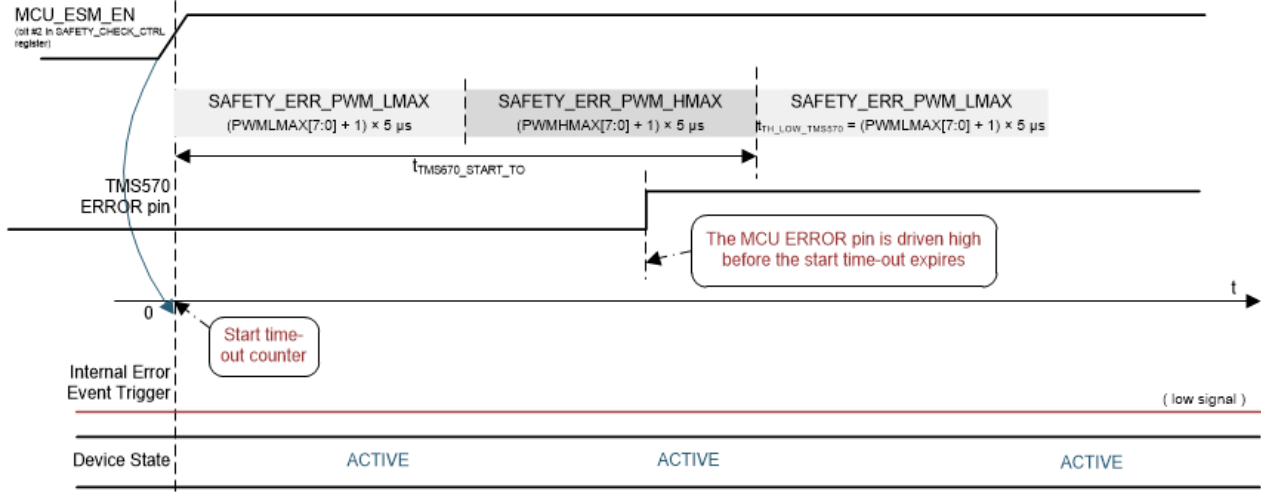 MCU_ESM_EN
(bit #2 in SAFETY_CHECK_CTRL
register)
SAFETY_ERR_PWM_LMAX
(PWMLMAX[7:0] + 1) × 5 µs
SAFETY_ERR_PWM_HMAX
(PWMHMAX[7:0] + 1) × 5 µs
SAFETY_ERR_PWM_LMAX
tTH_LOW_TMS570 = (PWMLMAX[7:0] + 1) × 5 µs
tTMS570_START_TO
TMS570
ERROR pin
The MCU ERROR pin is driven high
before the start time-out expires
t
0
Start time-
out counter
Internal Error
Event Trigger
( low signal )
Device State
ACTIVE
ACTIVE
ACTIVE